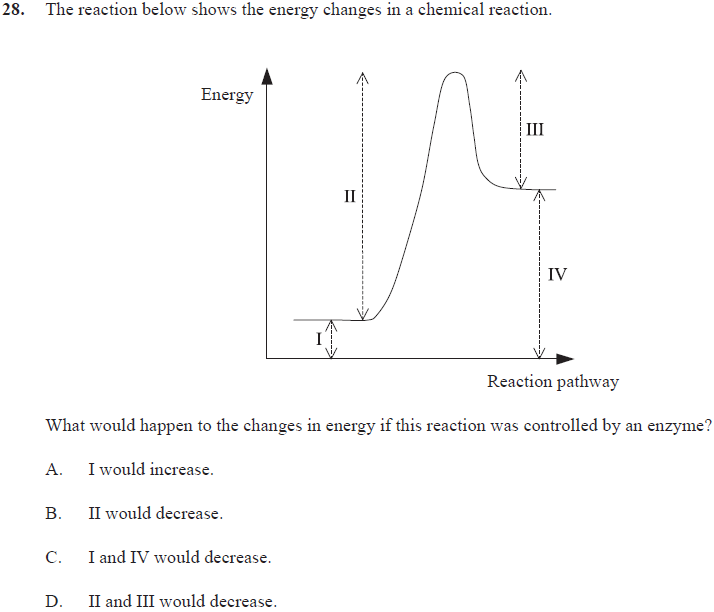 28. The reaction below shows the energy changes in a chemical reaction.
Energy
III
II
IV
I
Reaction pathway
What would happen to the changes in energy if this reaction was controlled by an enzyme?
A. I would increase.
B. II would decrease.
C. I and IV would decrease.
D. II and III would decrease.